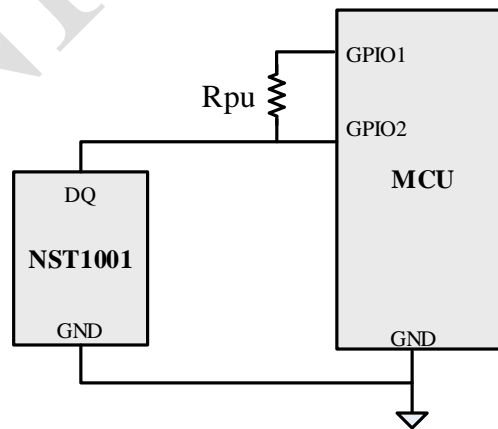 GPIO1
Rpu
GPIO2
MCU
DQ
NST1001
GND
GND